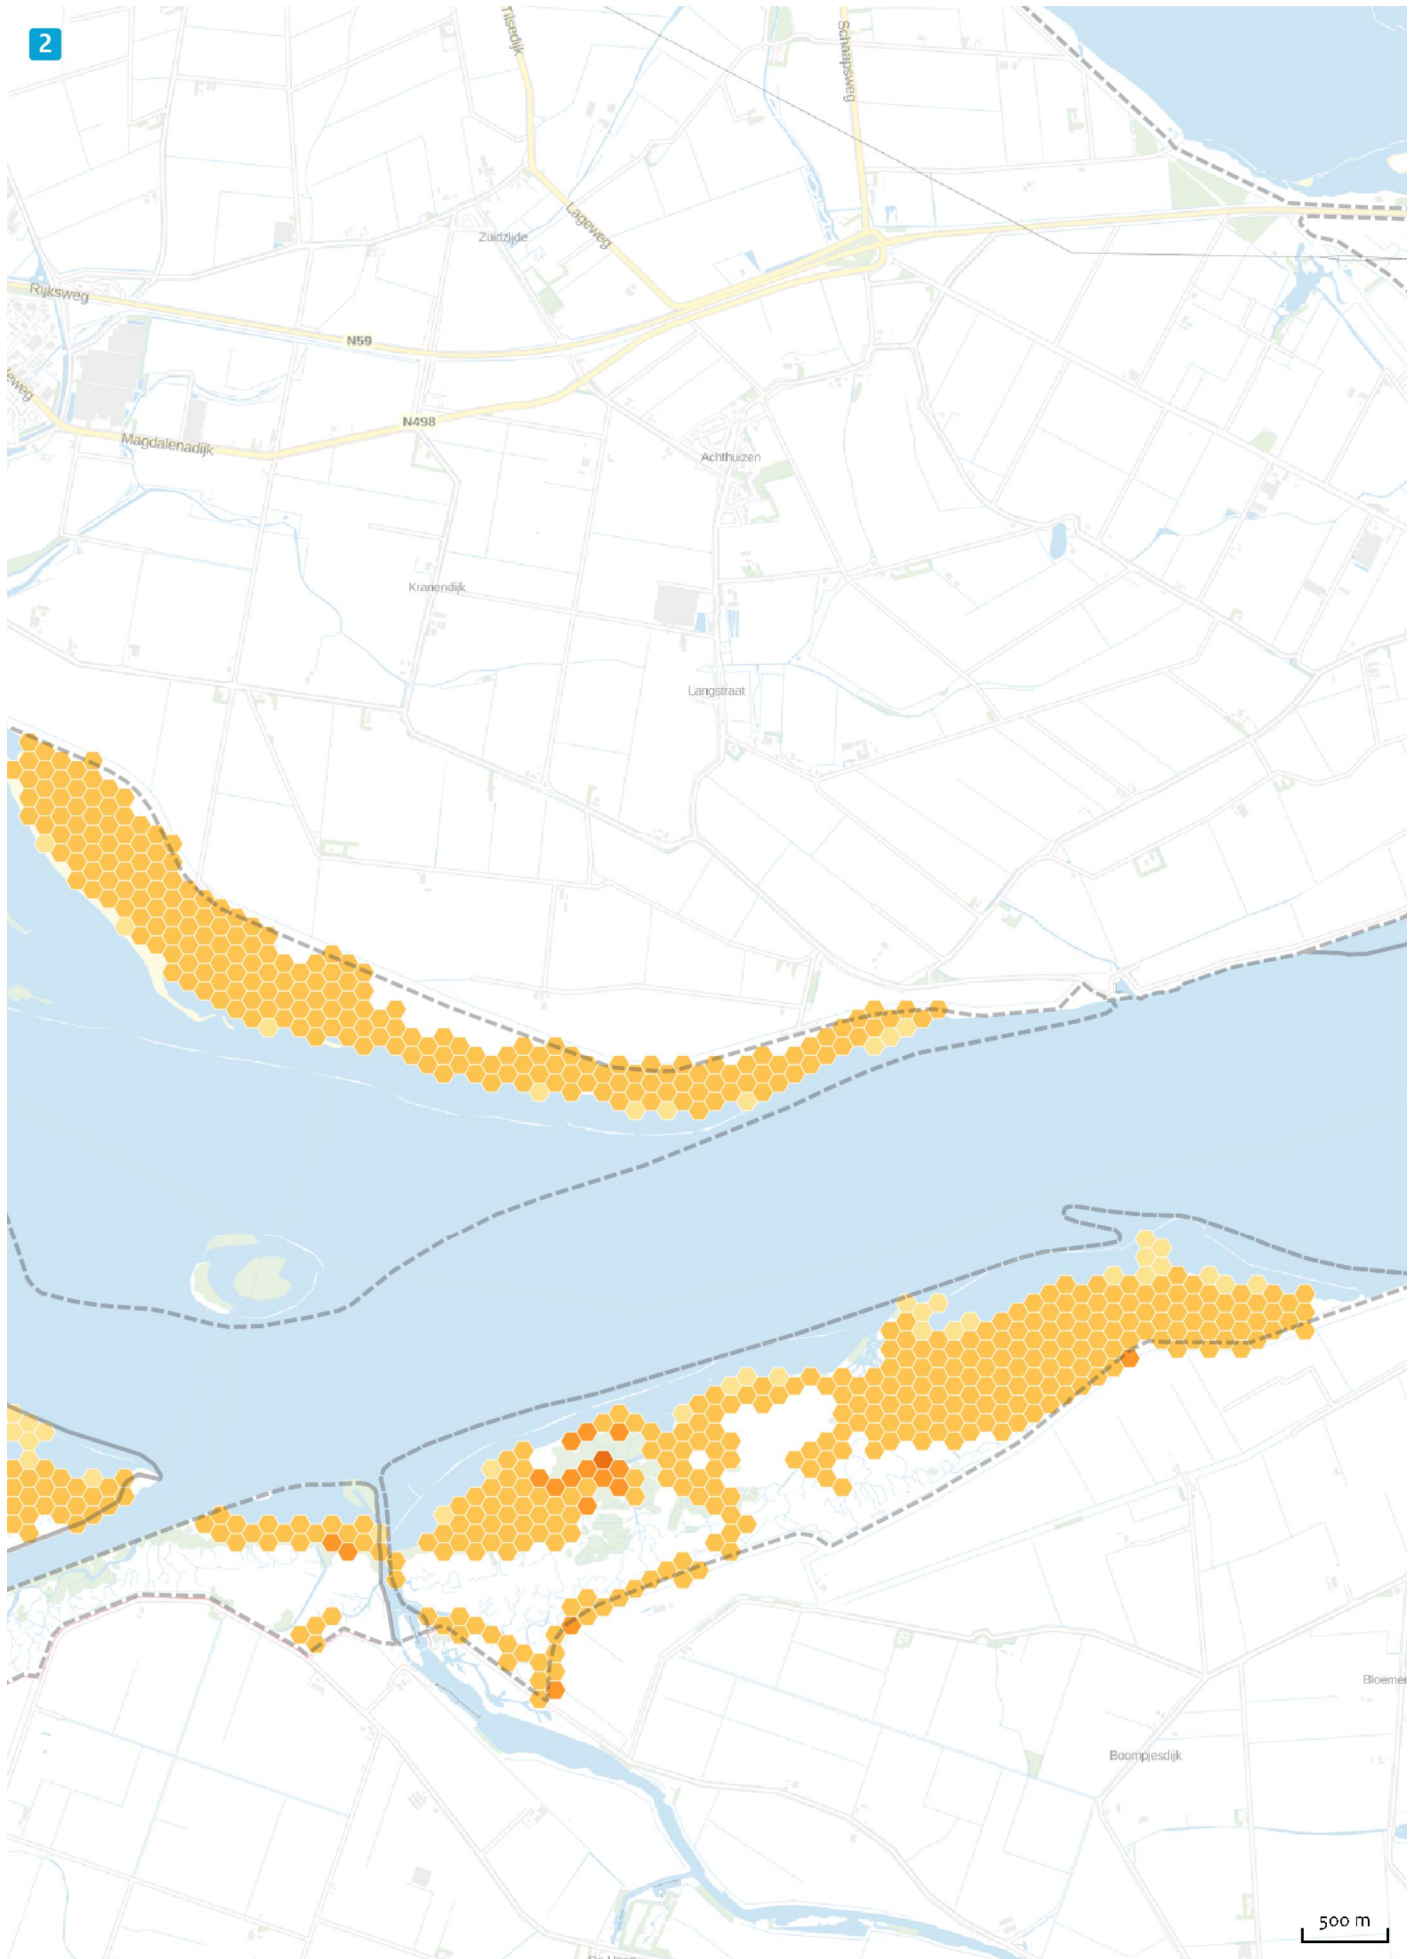 2
Schaapsweg
Lageweg
Zuidzijde
Rijksweg
N59
N498
Magdalenadijk
Achthuizen
Kranendijk
Langstraat
Boompjesdijk
500 m